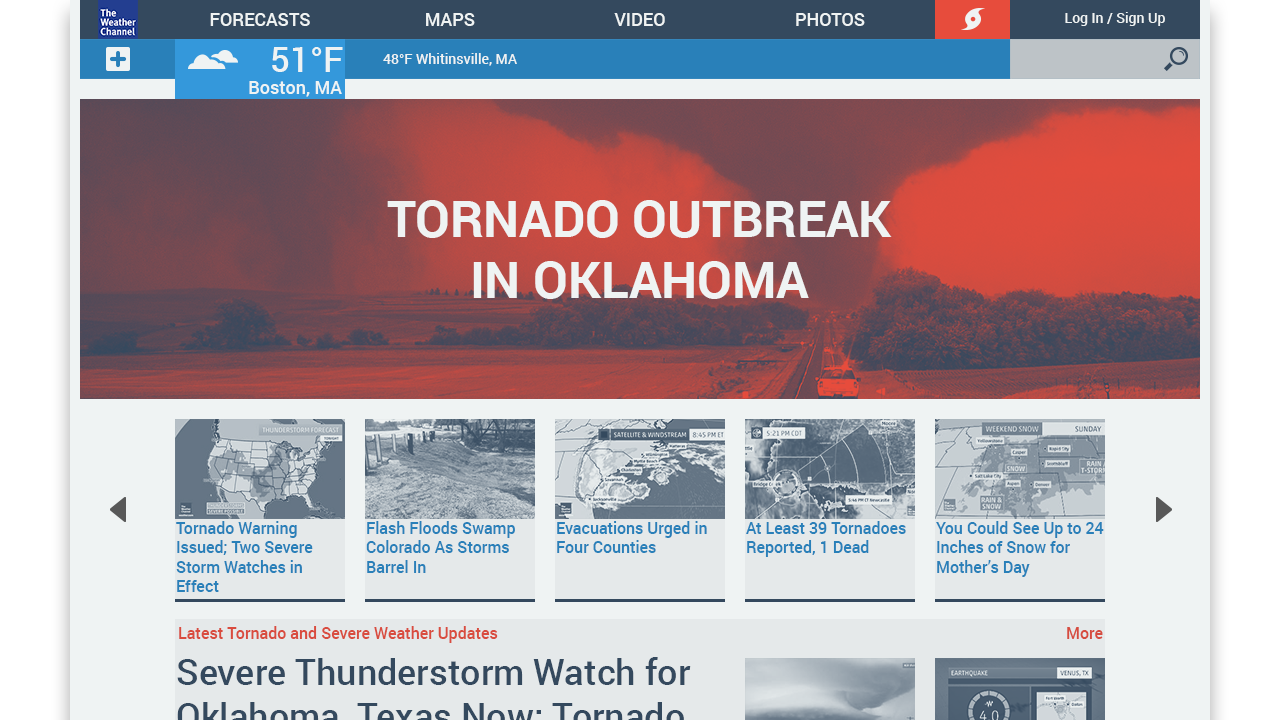 The
Weather
Channel
FORECASTS
MAPS
VIDEO
PHOTOS
Log In / Sign Up
51°F
Boston, MA
48°F Whitinsville, MA
TORNADO OUTBREAK
IN OKLAHOMA
THUNDERSTORM FORECAST
TONIGHT
Tornado Warning
Issued; Two Severe
Storm Watches in
Effect
Flash Floods Swamp
Colorado As Storms
Barrel In
SATELLITE & WINDSTREAM
8:45 PM ET
Evacuations Urged in
Four Counties
5:21 PM CDT
At Least 39 Tornadoes
Reported, 1 Dead
WEEKEND SNOW
SUNDAY
SNOW
RAIN &
SNOW
You Could See Up to 24
Inches of Snow for
Mother’s Day
Latest Tornado and Severe Weather Updates
More
Severe Thunderstorm Watch for
Oklahoma, Texas Now; Tornado
EARTHQUAKE
VENUS, TX
4.0